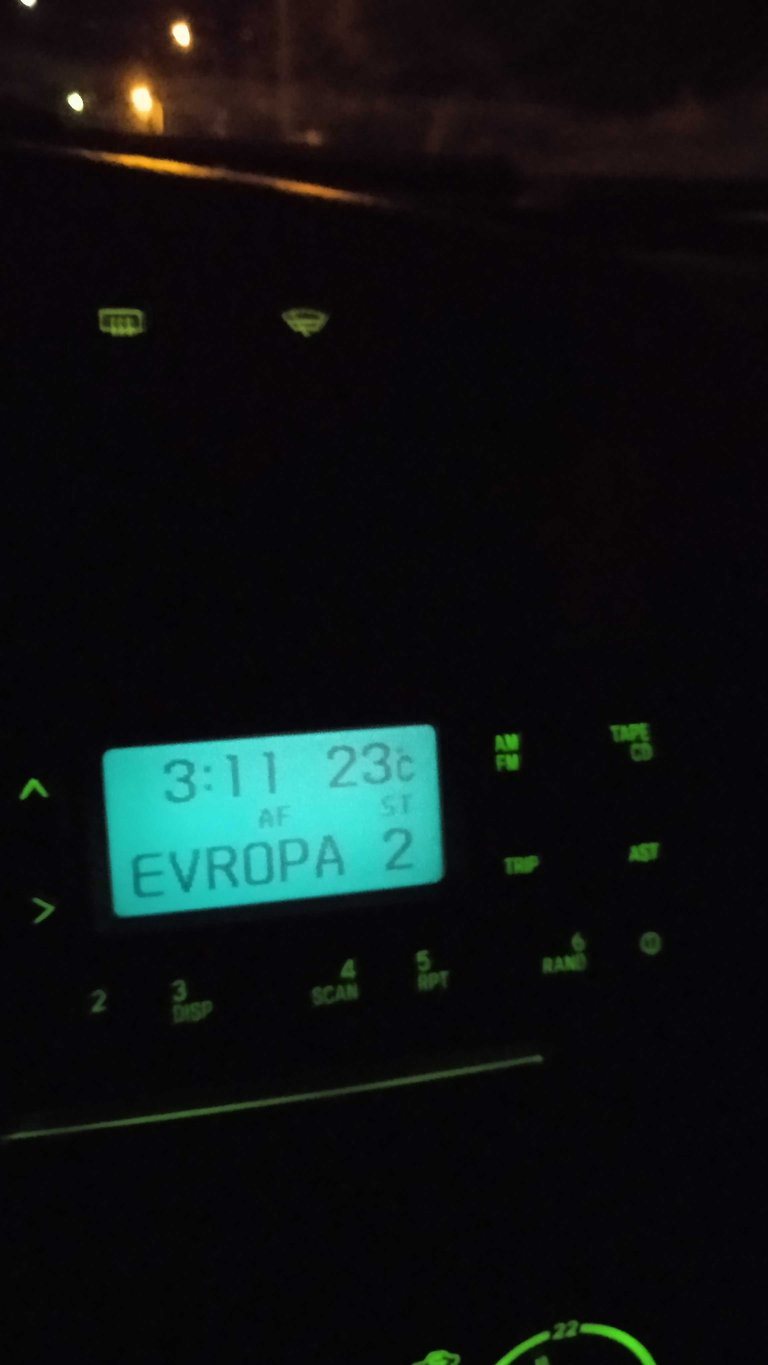 3:11 23°C
AF ST
EVROPA 2
AM
FM
TAPE
CD
TRIP
AST
2
3
DISP
4
SCAN
5
RPT
6
RAND
22